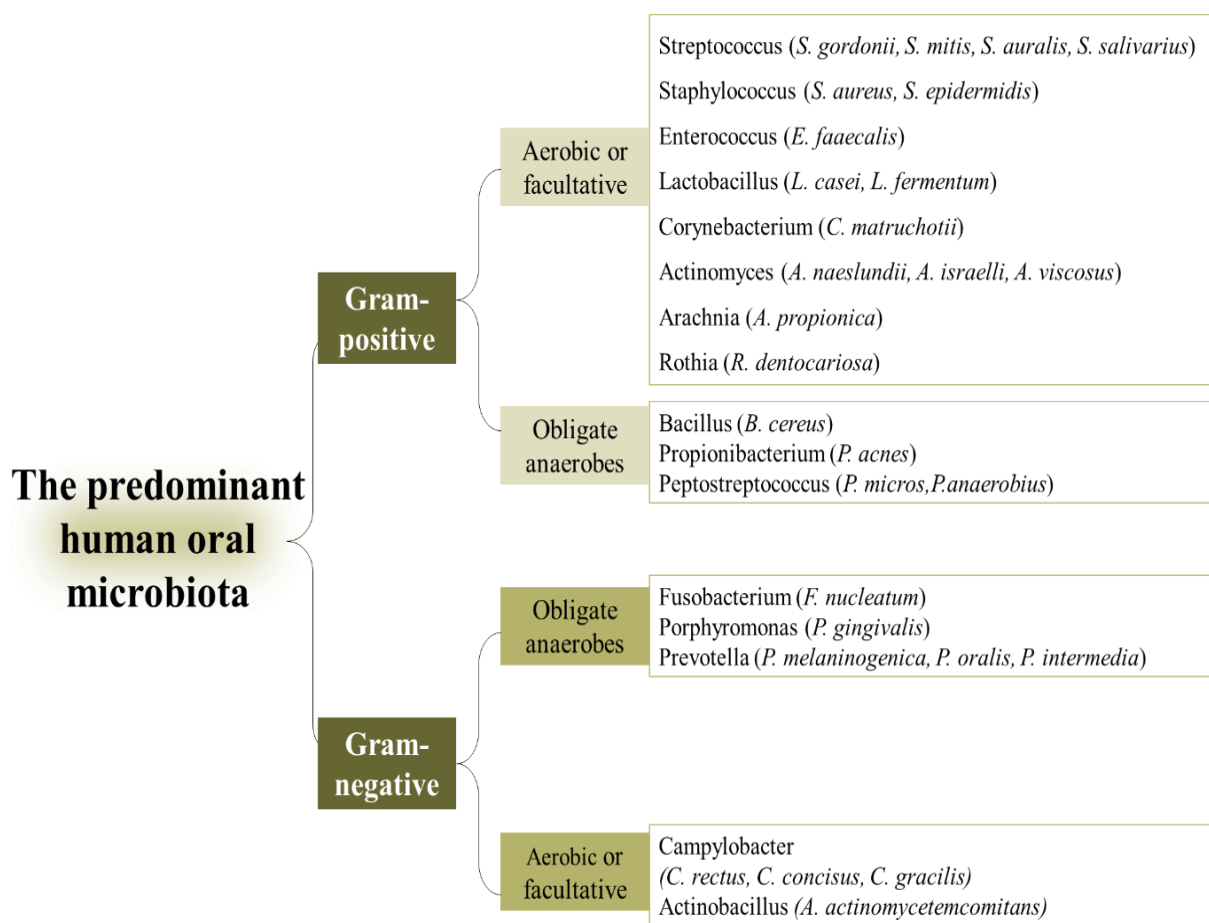 The predominant
human oral
microbiota
Gram-
positive
Aerobic or
facultative
Streptococcus (S. gordonii, S. mitis, S. auralis, S. salivarius)
Staphylococcus (S. aureus, S. epidermidis)
Enterococcus (E. faaecalis)
Lactobacillus (L. casei, L. fermentum)
Corynebacterium (C. matruchotii)
Actinomyces (A. naeslundii, A. israelli, A. viscosus)
Arachnia (A. propionica)
Rothia (R. dentocariosa)
Obligate
anaerobes
Bacillus (B. cereus)
Propionibacterium (P. acnes)
Peptostreptococcus (P. micros,P.anaerobius)
Gram-
negative
Obligate
anaerobes
Fusobacterium (F. nucleatum)
Porphyromonas (P. gingivalis)
Prevotella (P. melaninogenica, P. oralis, P. intermedia)
Aerobic or
facultative
Campylobacter
(C. rectus, C. concisus, C. gracilis)
Actinobacillus (A. actinomycetemcomitans)